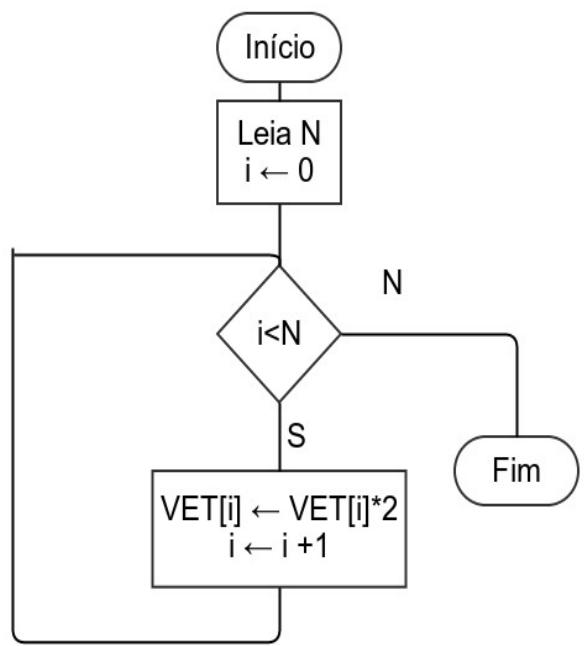 Início
Leia N
i ← 0
N
i<N
S
VET[i] ← VET[i]*2
i ← i +1
Fim